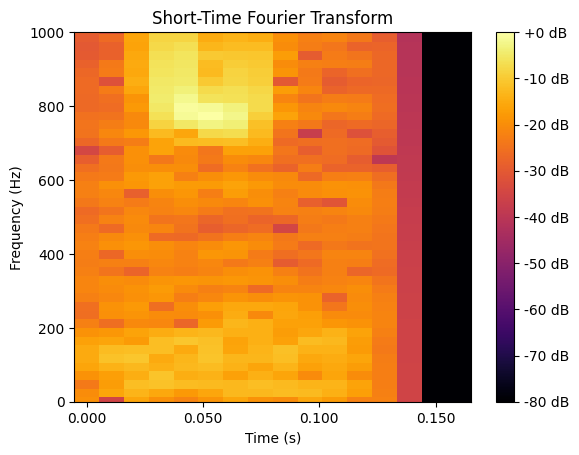 Short-Time Fourier Transform
Frequency (Hz)
1000
800
600
400
200
0
0.000
0.050
0.100
0.150
Time (s)
+0 dB
-10 dB
-20 dB
-30 dB
-40 dB
-50 dB
-60 dB
-70 dB
-80 dB